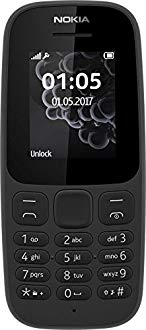 NOKIA
01:05
01.05.2017
Unlock
1 2 abc 3 def
4 ghi 5 jkl 6 mno
7 pqrs 8 tuv 9 wxyz
* 0 #